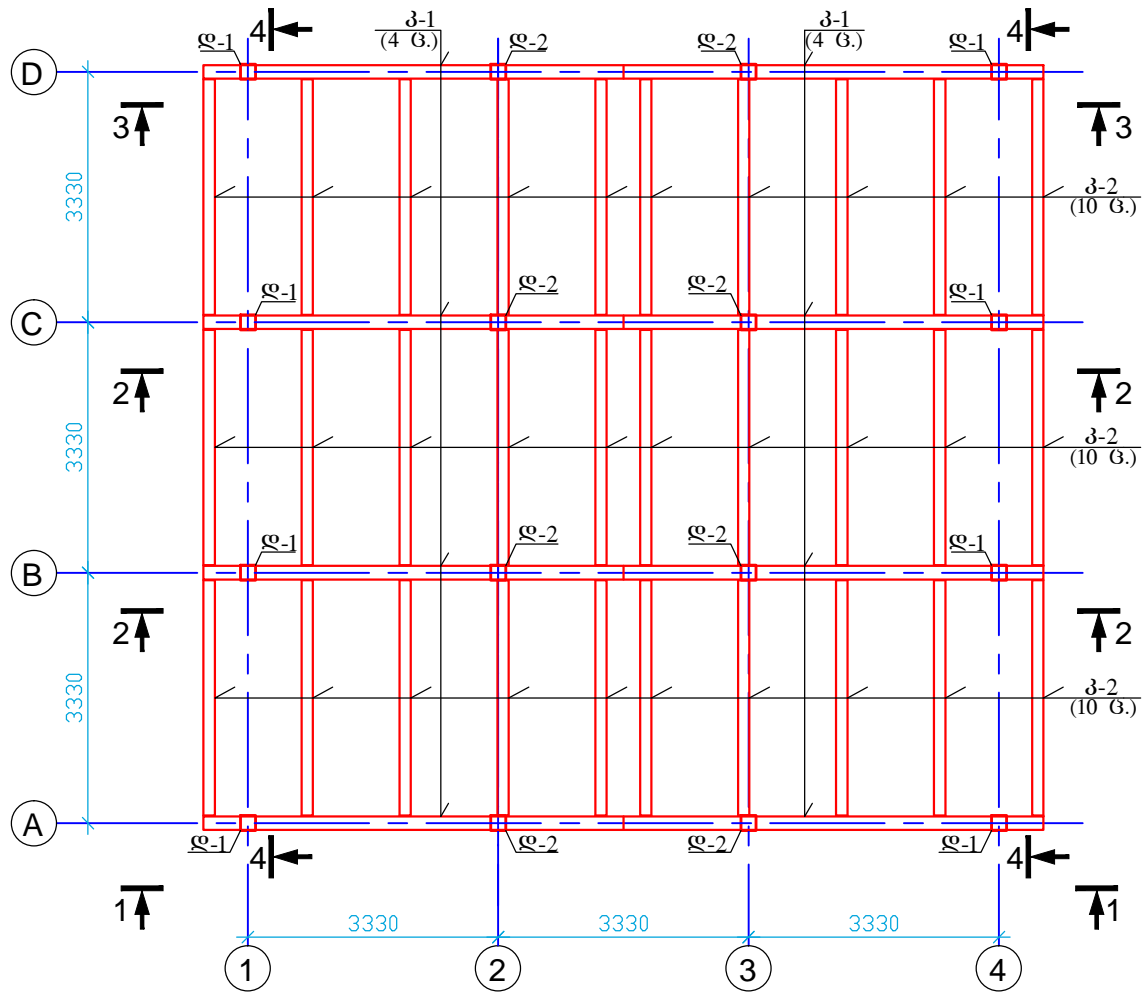 4 კ-1 კ-1 4
(4 ც.) (4 ც.)
დ-1 დ-2 დ-2 დ-1
D
3 3
3330 კ-2
(10 ც.)
დ-1 დ-2 დ-2 დ-1
C
2 2
3330 კ-2
(10 ც.)
დ-1 დ-2 დ-2 დ-1
B
2 2
3330 კ-2
(10 ც.)
A
დ-1 დ-2 დ-2 დ-1
4 4
1 1
3330 3330 3330
1 2 3 4